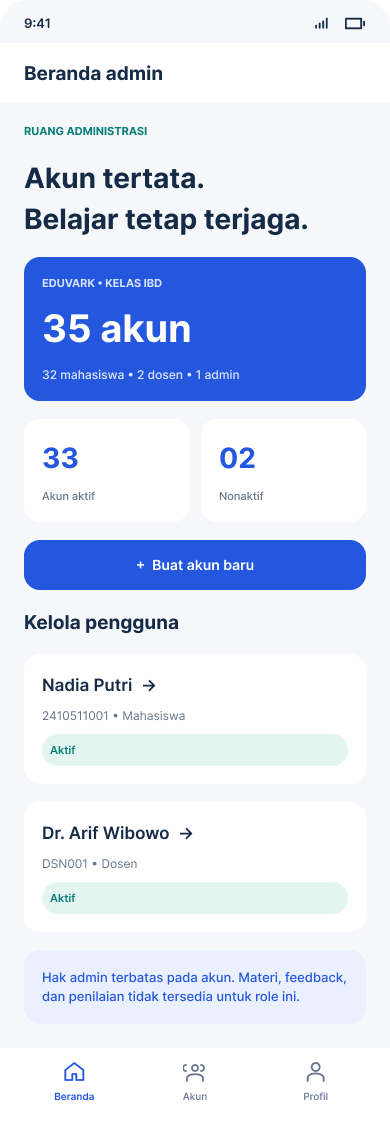 9:41
Beranda admin
RUANG ADMINISTRASI
Akun tertata.
Belajar tetap terjaga.
EDUVARK • KELAS IBD
35 akun
32 mahasiswa • 2 dosen • 1 admin
33
02
Akun aktif
Nonaktif
+ Buat akun baru
Kelola pengguna
Nadia Putri →
2410511001 • Mahasiswa
Aktif
Dr. Arif Wibowo →
DSN001 • Dosen
Aktif
Hak admin terbatas pada akun. Materi, feedback,
dan penilaian tidak tersedia untuk role ini.
Beranda
Akun
Profil